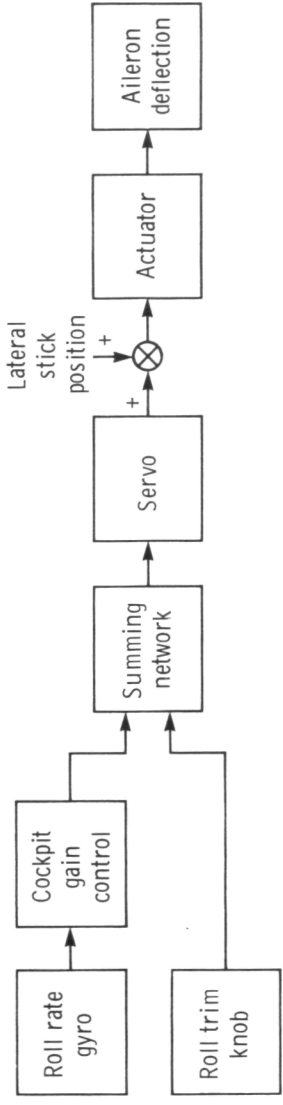 Roll rate
gyro
Cockpit
gain
control
Roll trim
knob
Summing
network
Servo
+
Lateral
stick
position
+
Actuator
Aileron
deflection